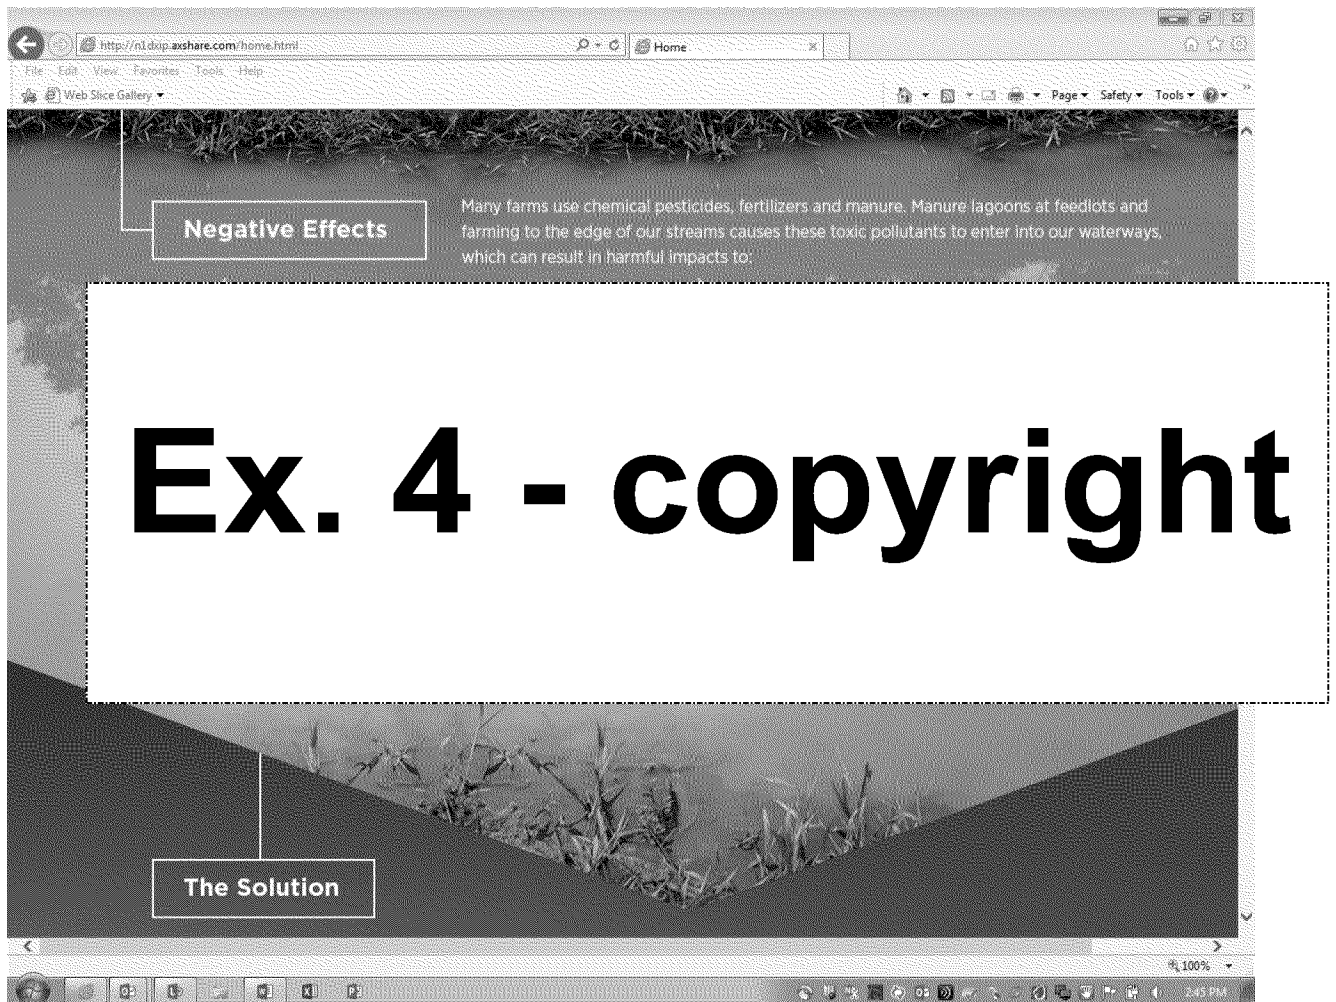 http://n1dxip.axshare.com/home.html
Home
File Edit View Favorites Tools Help
Web Slice Gallery
Page Safety Tools
Negative Effects
Many farms use chemical pesticides, fertilizers and manure. Manure lagoons at feedlots and
farming to the edge of our streams causes these toxic pollutants to enter into our waterways,
which can result in harmful impacts to:
Ex. 4 - copyright
The Solution
100%
2:45 PM